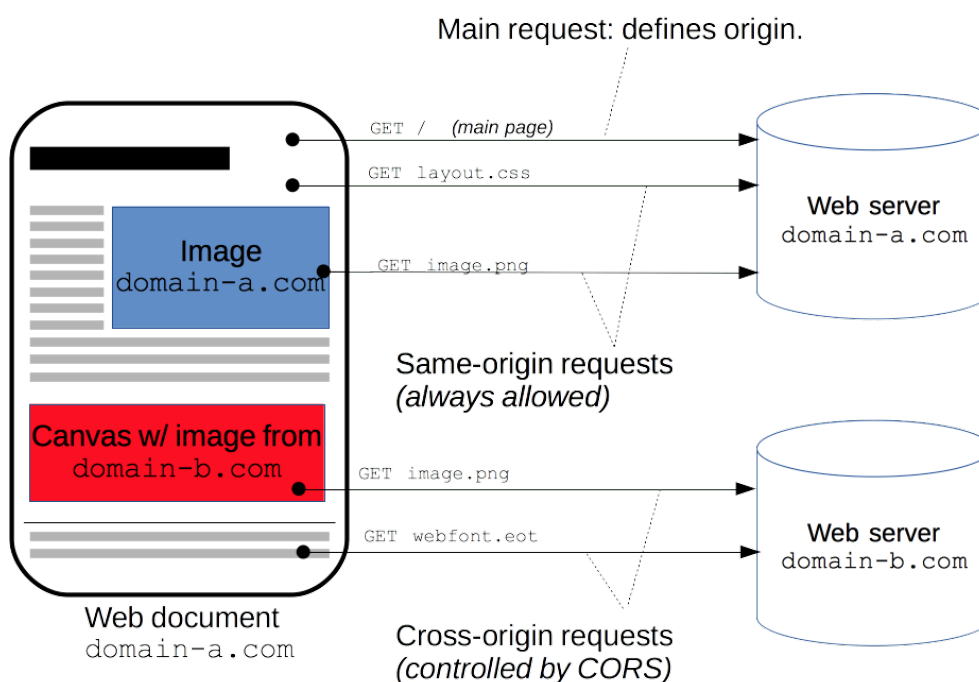 Main request: defines origin.
GET / (main page)
GET layout.css
Image
domain-a.com
GET image.png
Web server
domain-a.com
Same-origin requests
(always allowed)
Canvas w/ image from
domain-b.com
GET image.png
GET webfont.eot
Web server
domain-b.com
Web document
domain-a.com
Cross-origin requests
(controlled by CORS)